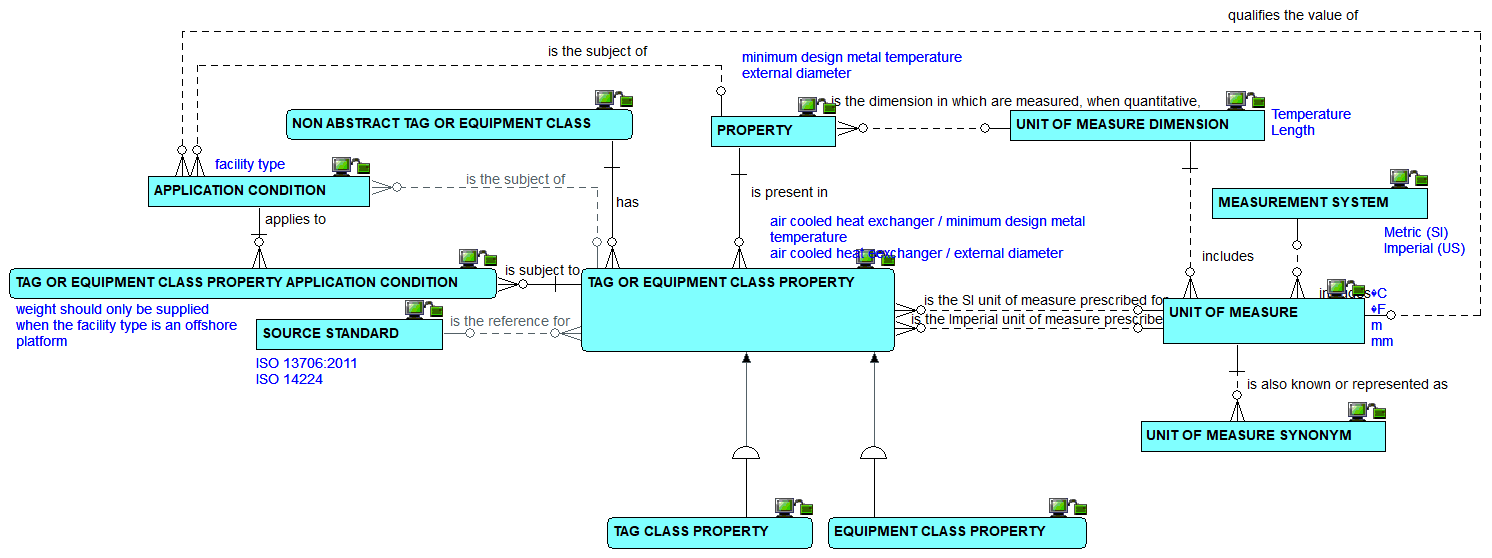 qualifies the value of
is the subject of
minimum design metal temperature
external diameter
is the dimension in which are measured, when quantitative,
NON ABSTRACT TAG OR EQUIPMENT CLASS
PROPERTY
UNIT OF MEASURE DIMENSION
Temperature
Length
facility type
is the subject of
APPLICATION CONDITION
is present in
has
MEASUREMENT SYSTEM
applies to
air cooled heat exchanger / minimum design metal
temperature
air cooled heat exchanger / external diameter
Metric (SI)
Imperial (US)
includes
is subject to
TAG OR EQUIPMENT CLASS PROPERTY APPLICATION CONDITION
TAG OR EQUIPMENT CLASS PROPERTY
weight should only be supplied
when the facility type is an offshore
platform
is the SI unit of measure prescribed for
is the Imperial unit of measure
UNIT OF MEASURE
�C
�F
m
mm
SOURCE STANDARD
is the reference for
ISO 13706:2011
ISO 14224
is also known or represented as
UNIT OF MEASURE SYNONYM
TAG CLASS PROPERTY
EQUIPMENT CLASS PROPERTY